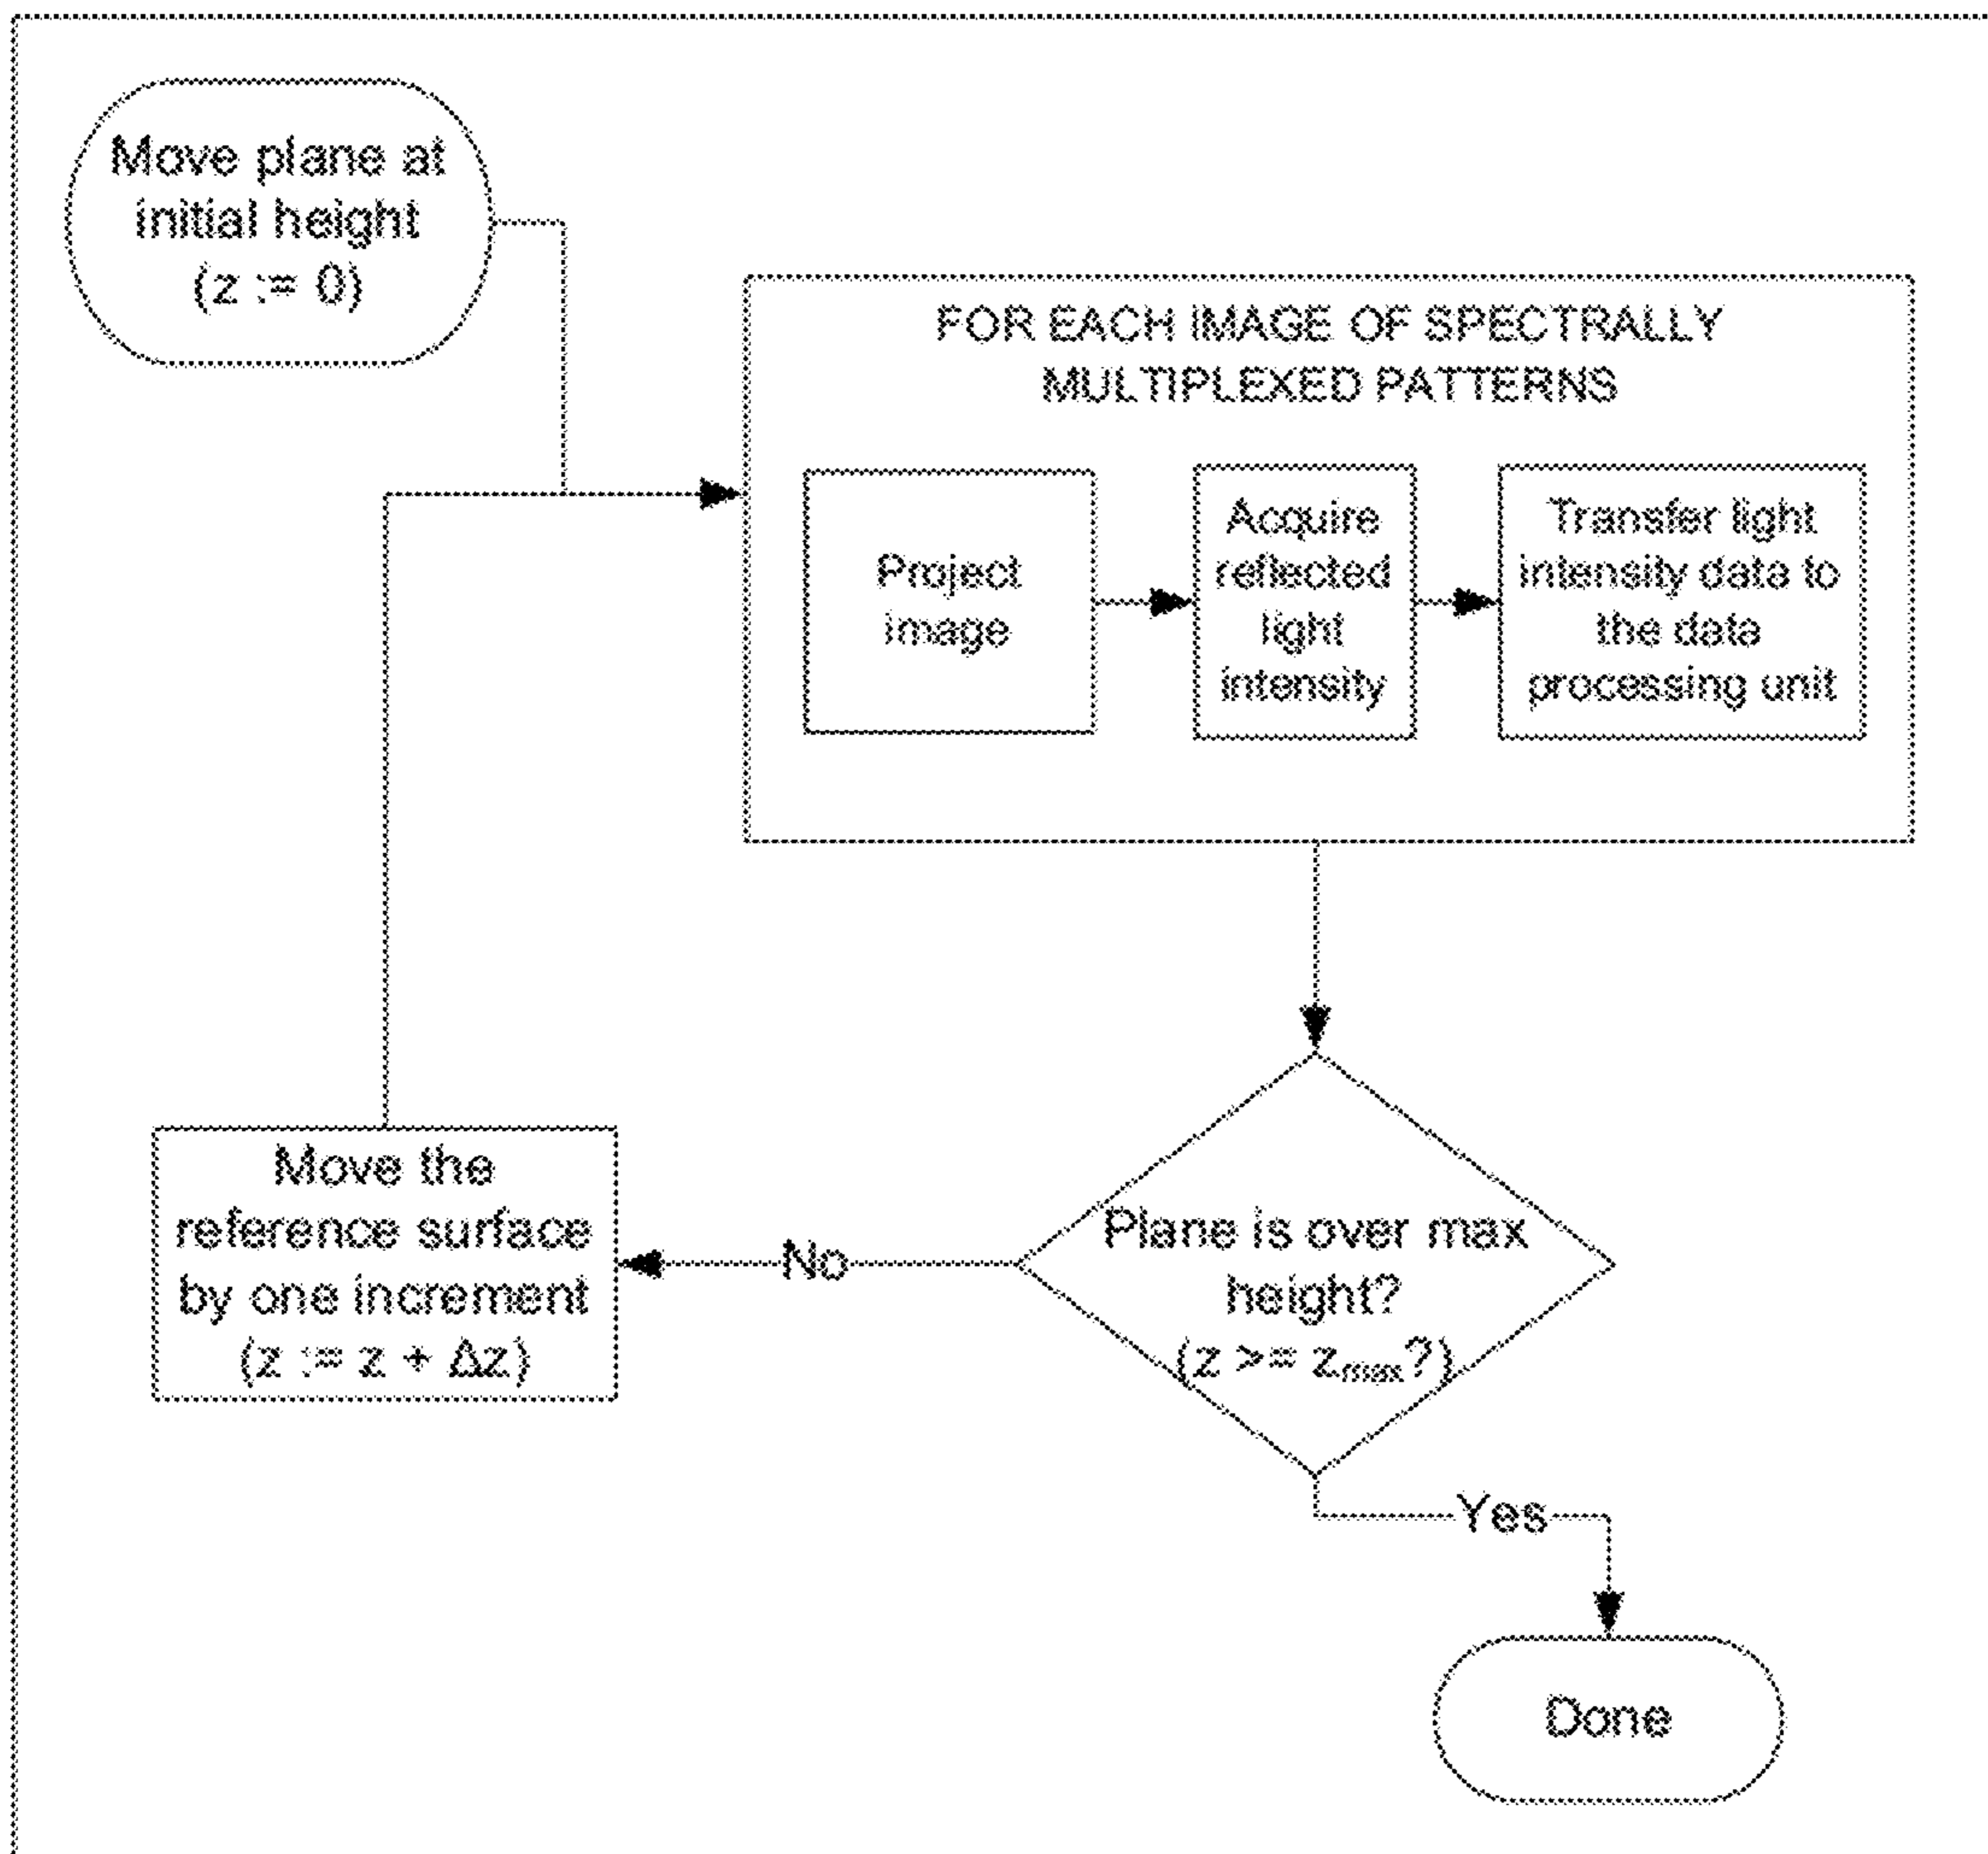 Move plane at
initial height
(z := 0)
FOR EACH IMAGE OF SPECTRALLY
MULTIPLEXED PATTERNS
Project
image
Acquire
reflected
light
intensity
Transfer light
intensity data to
the data
processing unit
Move the
reference surface
by one increment
(z := z + Δz)
No
Plane is over max
height?
(z >= zmax?)
Yes
Done